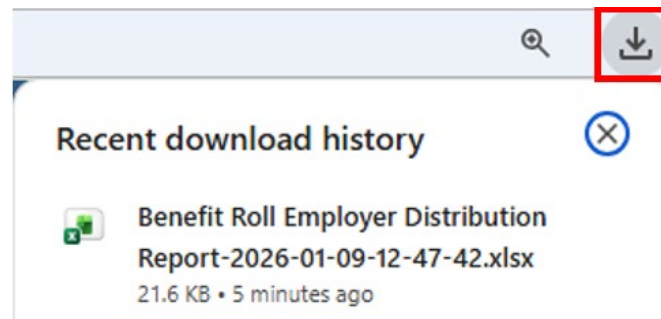 Recent download history
Benefit Roll Employer Distribution
Report-2026-01-09-12-47-42.xlsx
21.6 KB • 5 minutes ago